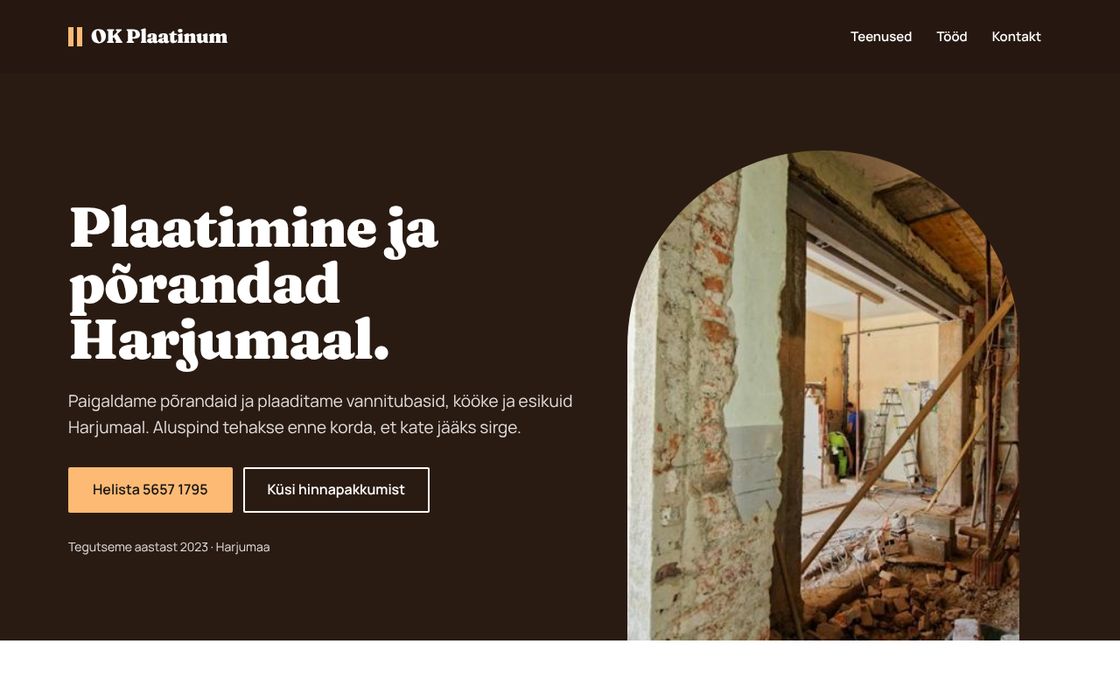 OK Plaatinum
Teenused
Tööd
Kontakt
Plaatimine ja
põrandad
Harjumaal.
Paigaldame põrandaid ja plaaditame vannitubasid, kööke ja esikuid
Harjumaal. Aluspind tehakse enne korda, et kate jääks sirge.
Helista 5657 1795
Küsi hinnapakkumist
Tegutseme aastast 2023 · Harjumaa